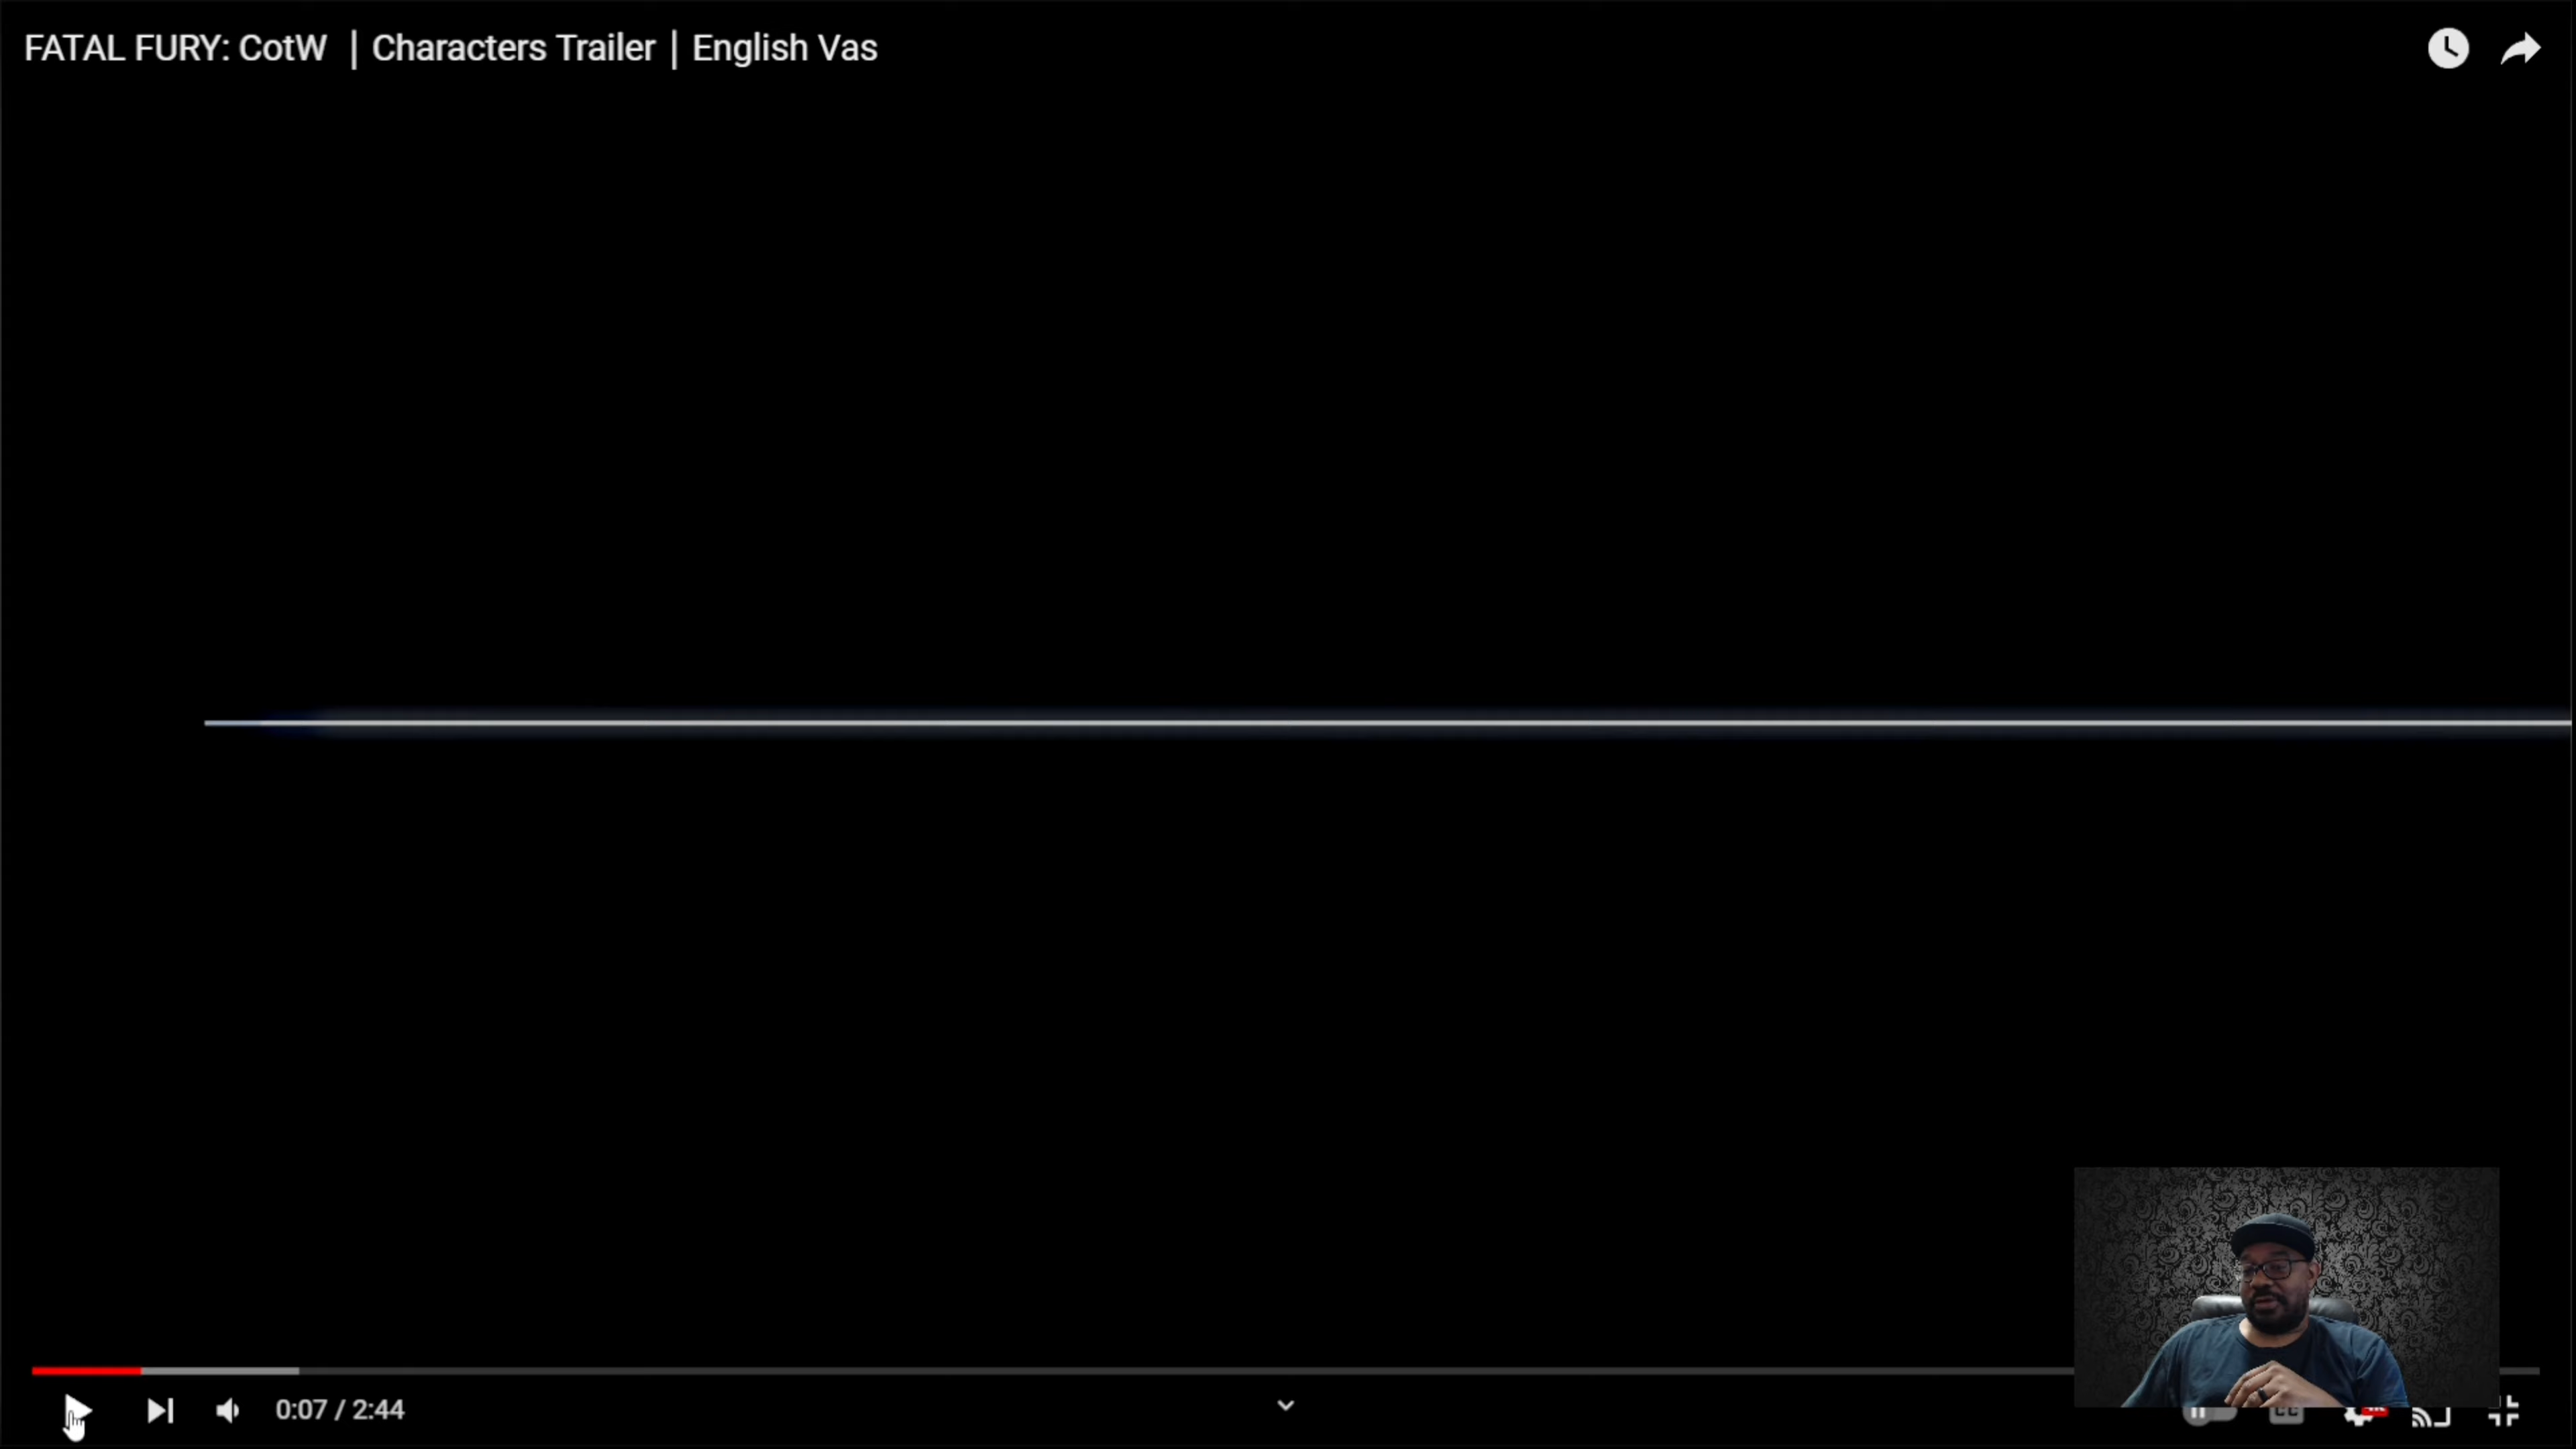 FATAL FURY: CotW | Characters Trailer | English Vas
0:07 / 2:44